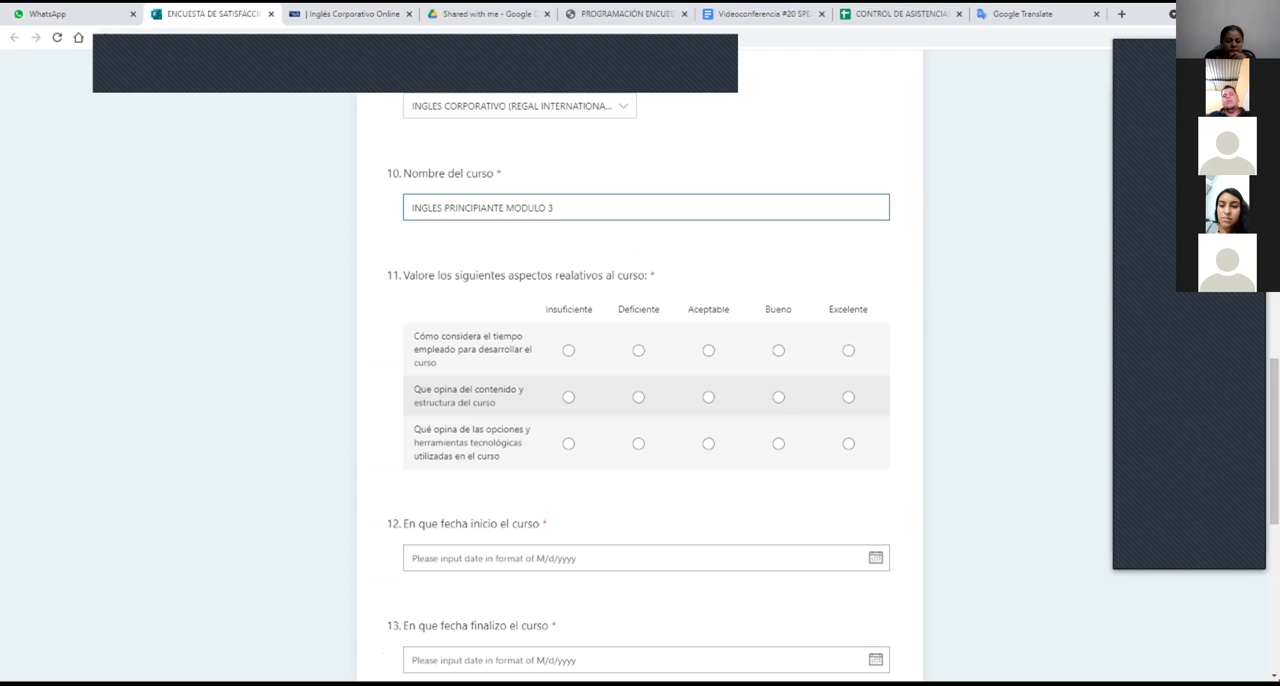 WhatsApp
ENCUESTA DE SATISFACCI
| Inglés Corporativo Online
Shared with me - Google
PROGRAMACIÓN ENCUES
Videoconferencia #20 SPE
CONTROL DE ASISTENCIA
Google Translate
INGLES CORPORATIVO (REGAL INTERNATIONA...
10. Nombre del curso *
INGLES PRINCIPIANTE MODULO 3
11. Valore los siguientes aspectos realativos al curso: *
Insuficiente Deficiente Aceptable Bueno Excelente
Cómo considera el tiempo
empleado para desarrollar el
curso
Que opina del contenido y
estructura del curso
Qué opina de las opciones y
herramientas tecnológicas
utilizadas en el curso
12. En que fecha inicio el curso *
Please input date in format of M/d/yyyy
13. En que fecha finalizo el curso *
Please input date in format of M/d/yyyy